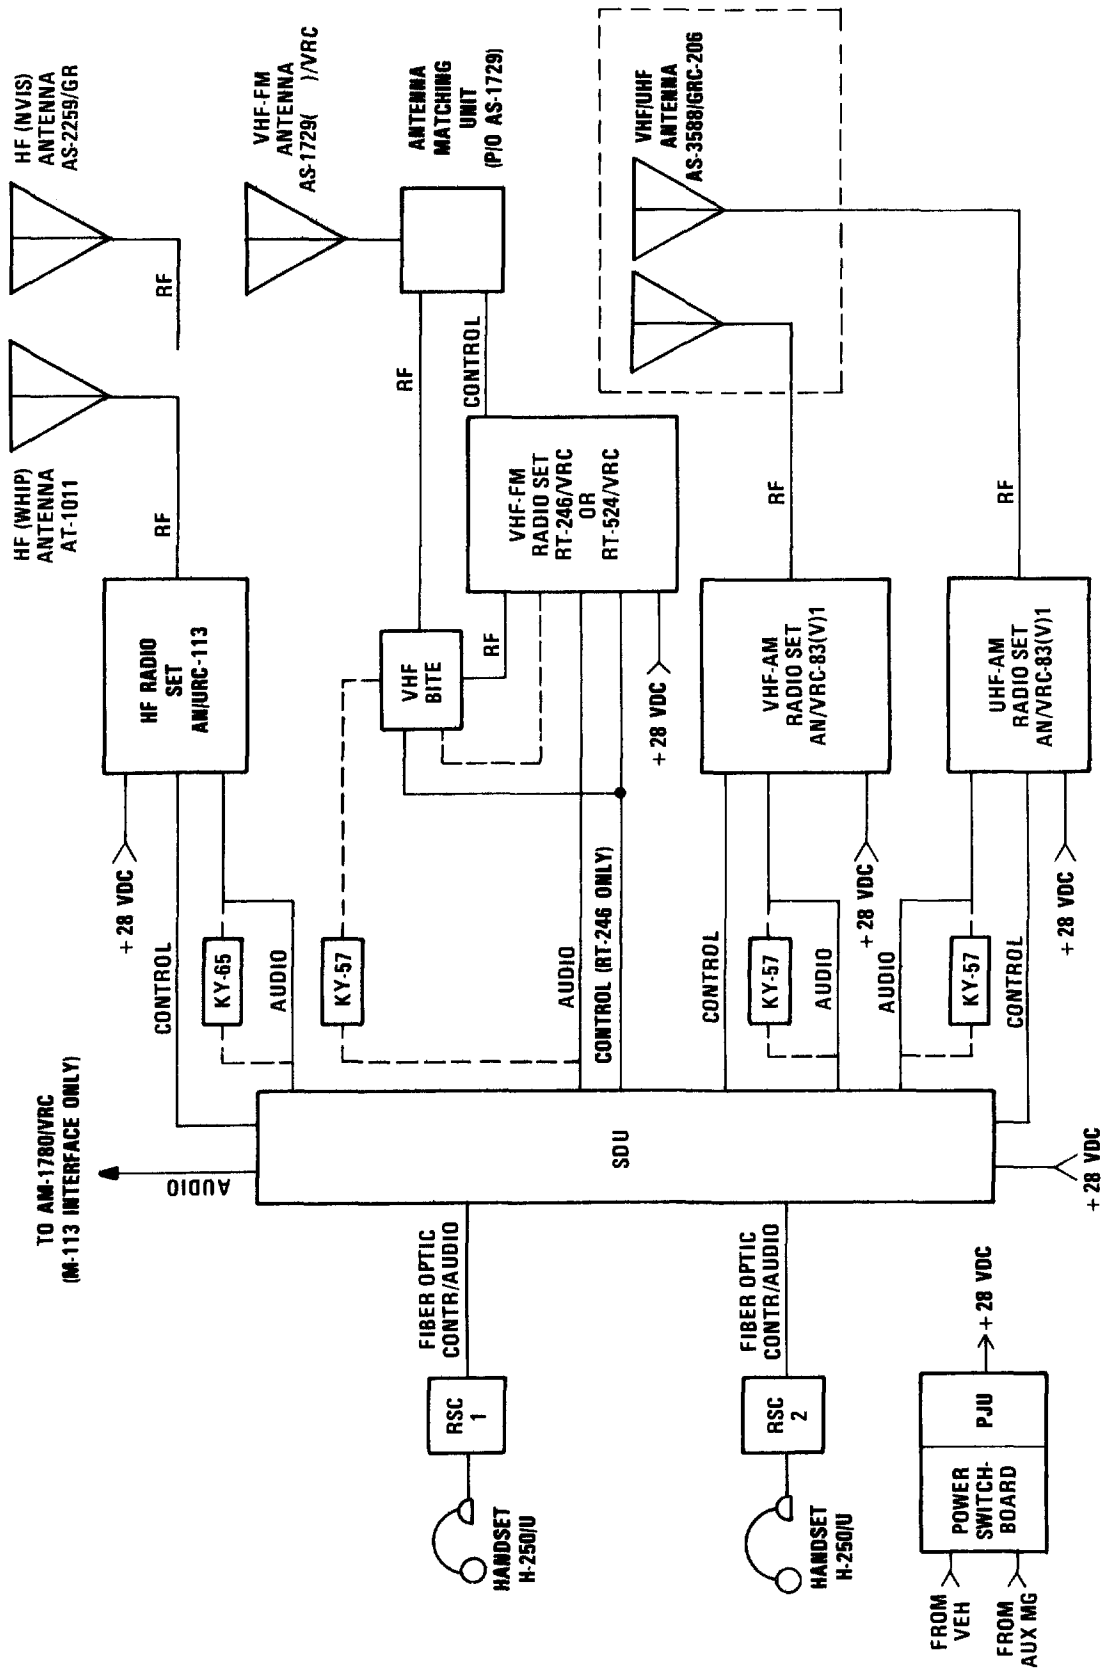 HF (WHIP)
ANTENNA
AT-1011
HF (NVIS)
ANTENNA
AS-2259/GR
RF
RF
HF RADIO
SET
AN/URC-113
+ 28 VDC
CONTROL
KY-65
AUDIO
TO AM-1780/VRC
(M-113 INTERFACE ONLY)
AUDIO
VHF-FM
ANTENNA
AS-1729( )/VRC
ANTENNA
MATCHING
UNIT
(P/O AS-1729)
RF
CONTROL
VHF
BITE
RF
VHF-FM
RADIO SET
RT-246/VRC
OR
RT-524/VRC
+ 28 VDC
KY-57
AUDIO
CONTROL (RT-246 ONLY)
VHF/UHF
ANTENNA
AS-3588/GRC-206
RF
RF
VHF-AM
RADIO SET
AN/VRC-83(V)1
CONTROL
KY-57
AUDIO
+ 28 VDC
UHF-AM
RADIO SET
AN/VRC-83(V)1
AUDIO
KY-57
CONTROL
+ 28 VDC
SDU
+ 28 VDC
FIBER OPTIC
CONTR/AUDIO
RSC
1
HANDSET
H-250/U
FIBER OPTIC
CONTR/AUDIO
RSC
2
HANDSET
H-250/U
FROM
VEH
FROM
AUX MG
POWER
SWITCH-
BOARD
PJU
+ 28 VDC